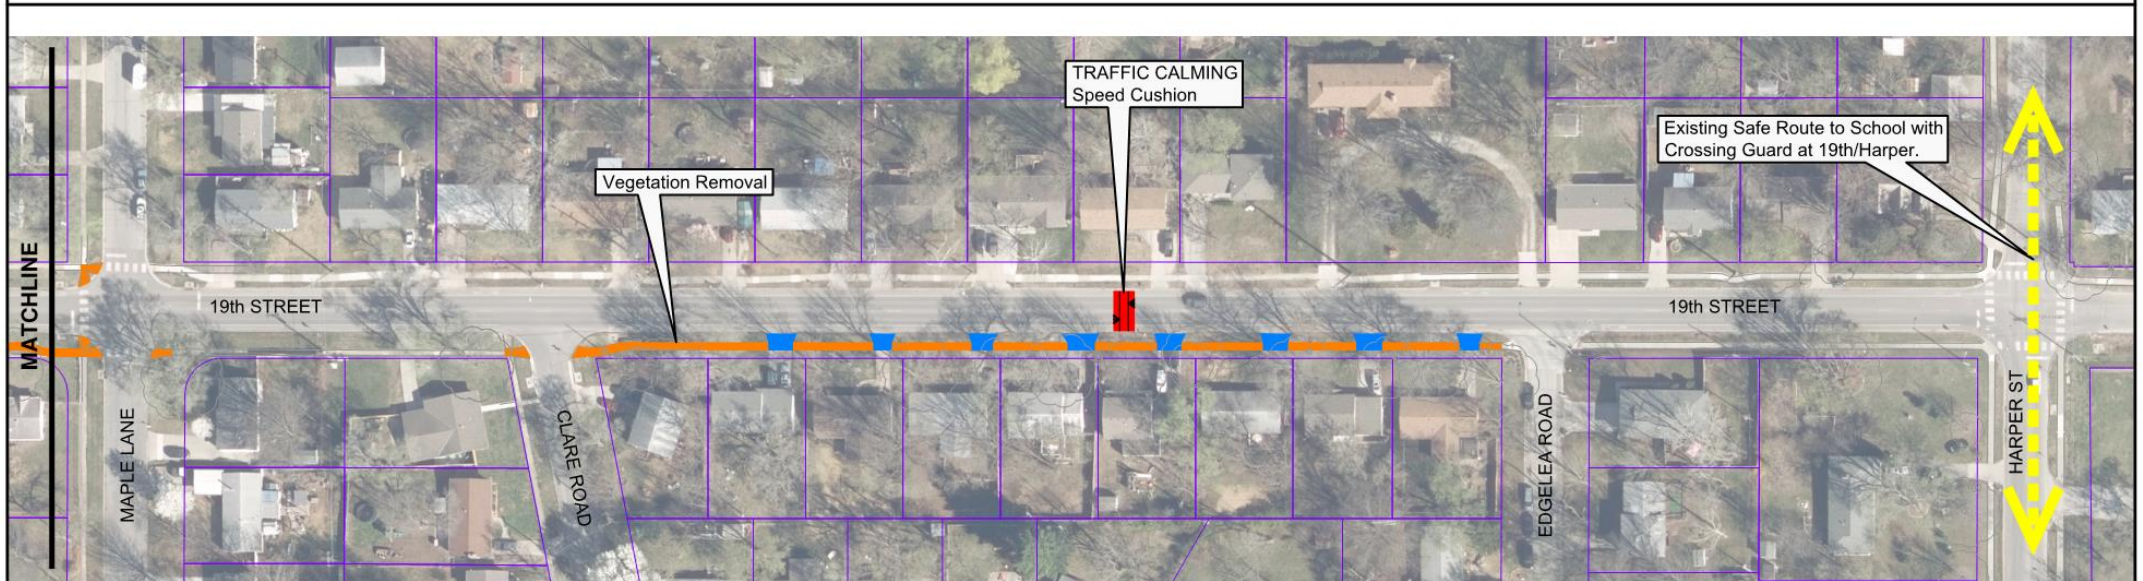 TRAFFIC CALMING
Speed Cushion
Existing Safe Route to School with
Crossing Guard at 19th/Harper.
Vegetation Removal
MATCHLINE
19th STREET
19th STREET
MAPLE LANE
CLARE ROAD
EDGELEA ROAD
HARPER ST